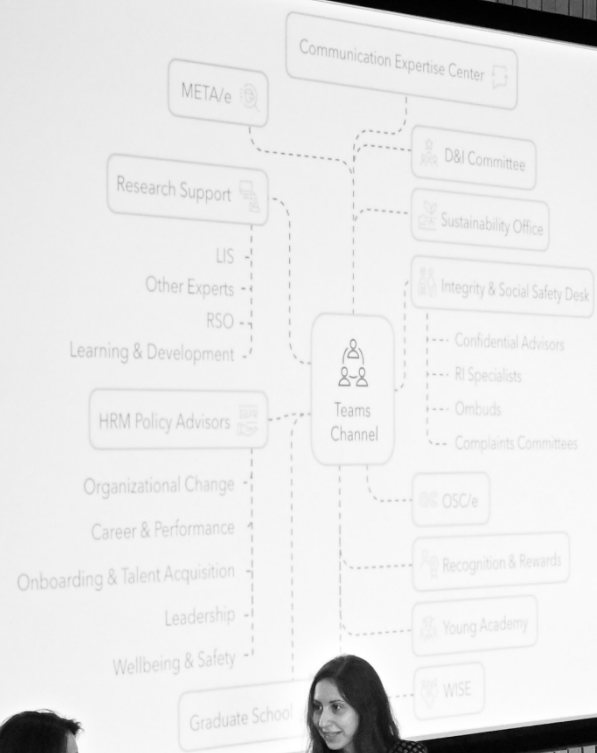 Communication Expertise Center
META/e
D&I Committee
Research Support
Sustainability Office
LIS
Other Experts
RSO
Learning & Development
Integrity & Social Safety Desk
Confidential Advisors
RI Specialists
Ombuds
Complaints Committees
Teams
Channel
HRM Policy Advisors
Organizational Change
Career & Performance
Onboarding & Talent Acquisition
Leadership
Wellbeing & Safety
OSC/e
Recognition & Rewards
Young Academy
WISE
Graduate School